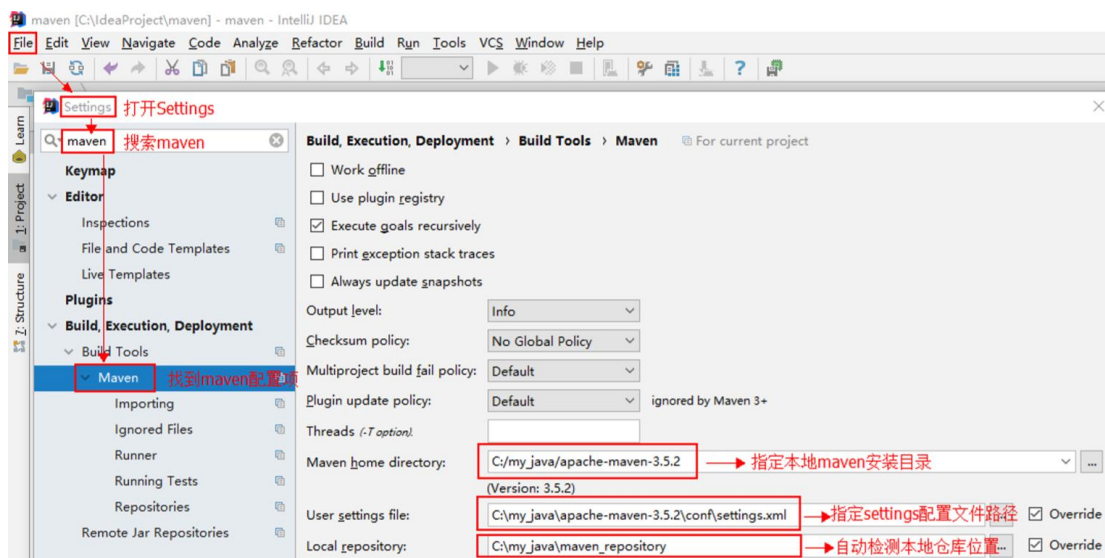 maven [C:\IdeaProject\maven] - maven - IntelliJ IDEA
File Edit View Navigate Code Analyze Refactor Build Run Tools VCS Window Help
Settings 打开Settings
maven 搜索maven
Learn
1: Project
7: Structure
Keymap
Editor
Inspections
File and Code Templates
Live Templates
Plugins
Build, Execution, Deployment
Build Tools
Maven 找到maven配置项
Importing
Ignored Files
Runner
Running Tests
Repositories
Remote Jar Repositories
Build, Execution, Deployment › Build Tools › Maven For current project
Work offline
Use plugin registry
Execute goals recursively
Print exception stack traces
Always update snapshots
Output level: Info
Checksum policy: No Global Policy
Multiproject build fail policy: Default
Plugin update policy: Default ignored by Maven 3+
Threads (-T option).
Maven home directory: C:/my_java/apache-maven-3.5.2 指定本地maven安装目录 ...
(Version: 3.5.2)
User settings file: C:\my_java\apache-maven-3.5.2\conf\settings.xml 指定settings配置文件路径 Override
Local repository: C:\my_java\maven_repository 自动检测本地仓库位置 ... Override